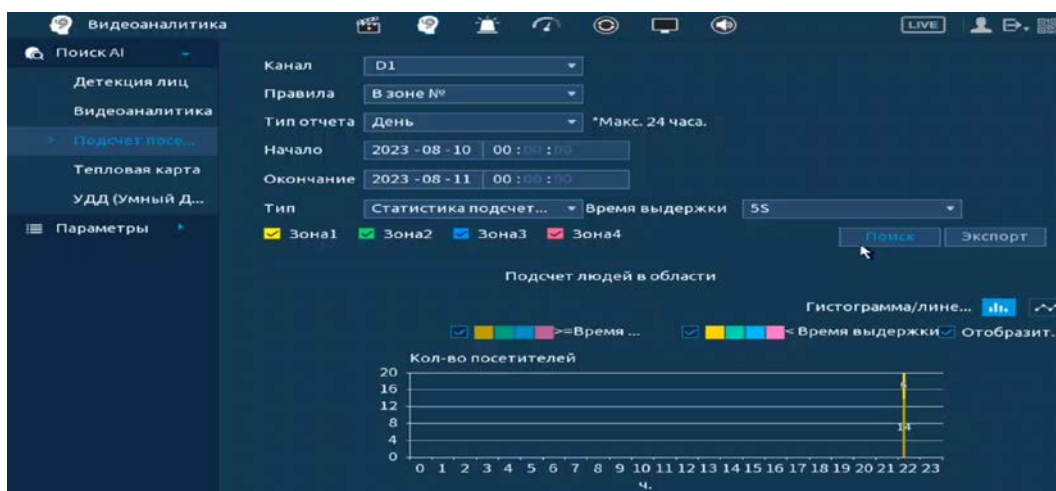 Видеоаналитика LIVE
Поиск AI
Детекция лиц
Видеоаналитика
Подсчет посе...
Тепловая карта
УДД (Умный Д...
Параметры
Канал D1
Правила В зоне №
Тип отчета День *Макс. 24 часа.
Начало 2023 - 08 - 10 00 : 00 : 00
Окончание 2023 - 08 - 11 00 : 00 : 00
Тип Статистика подсчет... Время выдержки 5S
Зона1 Зона2 Зона3 Зона4
Поиск Экспорт
Подсчет людей в области
Гистограмма/лине...
>=Время ... < Время выдержки Отобразит.
Кол-во посетителей
20
16
12
8
4
0
14
0 1 2 3 4 5 6 7 8 9 10 11 12 13 14 15 16 17 18 19 20 21 22 23
ч.